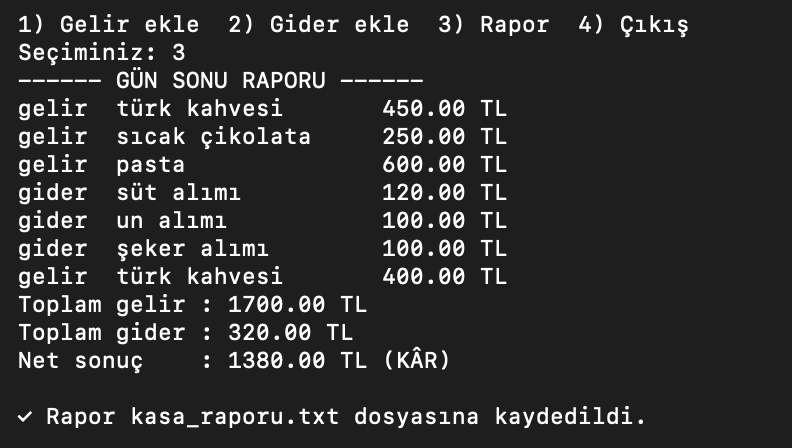 1) Gelir ekle  2) Gider ekle  3) Rapor  4) Çıkış
Seçiminiz: 3
—————— GÜN SONU RAPORU ——————
gelir  türk kahvesi       450.00 TL
gelir  sıcak çikolata     250.00 TL
gelir  pasta              600.00 TL
gider  süt alımı          120.00 TL
gider  un alımı           100.00 TL
gider  şeker alımı        100.00 TL
gelir  türk kahvesi       400.00 TL
Toplam gelir : 1700.00 TL
Toplam gider : 320.00 TL
Net sonuç    : 1380.00 TL (KÂR)
✓ Rapor kasa_raporu.txt dosyasına kaydedildi.